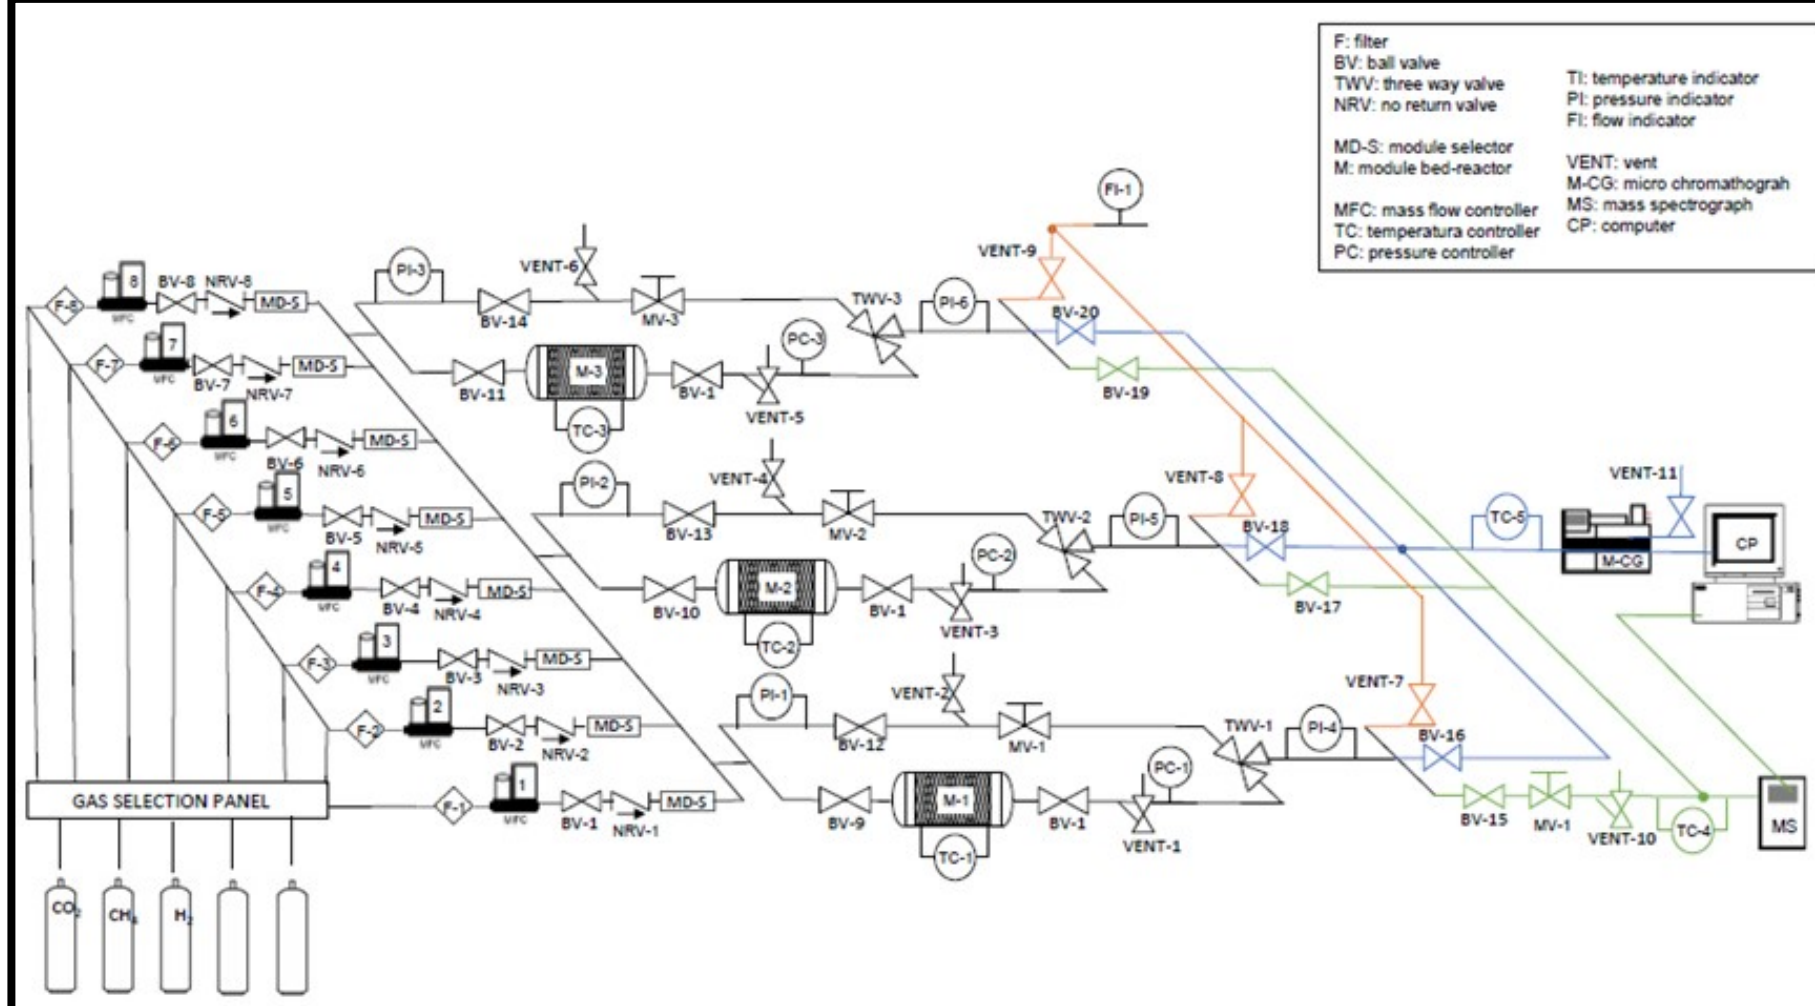 F: filter
BV: ball valve
TWV: three way valve
NRV: no return valve
MD-S: module selector
M: module bed-reactor
MFC: mass flow controller
TC: temperatura controller
PC: pressure controller
TI: temperature indicator
PI: pressure indicator
FI: flow indicator
VENT: vent
M-CG: micro chromathograh
MS: mass spectrograph
CP: computer
FI-1
VENT-9
PI-3
VENT-6
BV-14
MV-3
TWV-3
PI-6
BV-20
8
MFC
BV-8
NRV-8
MD-S
BV-11
M-3
TC-3
BV-1
VENT-5
PC-3
BV-19
F-7
7
MFC
BV-7
NRV-7
MD-S
F-6
6
MFC
BV-6
NRV-6
MD-S
PI-2
VENT-4
BV-13
MV-2
TWV-2
PI-5
VENT-8
BV-18
TC-5
M-CG
VENT-11
CP
F-5
5
MFC
BV-5
NRV-5
MD-S
BV-10
M-2
TC-2
BV-1
VENT-3
PC-2
BV-17
F-4
4
MFC
BV-4
NRV-4
MD-S
F-3
3
MFC
BV-3
NRV-3
MD-S
PI-1
VENT-2
BV-12
MV-1
TWV-1
PI-4
VENT-7
BV-16
F-2
2
MFC
BV-2
NRV-2
MD-S
GAS SELECTION PANEL
F-1
1
MFC
BV-1
NRV-1
MD-S
BV-9
M-1
TC-1
BV-1
VENT-1
PC-1
BV-15
MV-1
VENT-10
TC-4
MS
CO2
CH4
H2